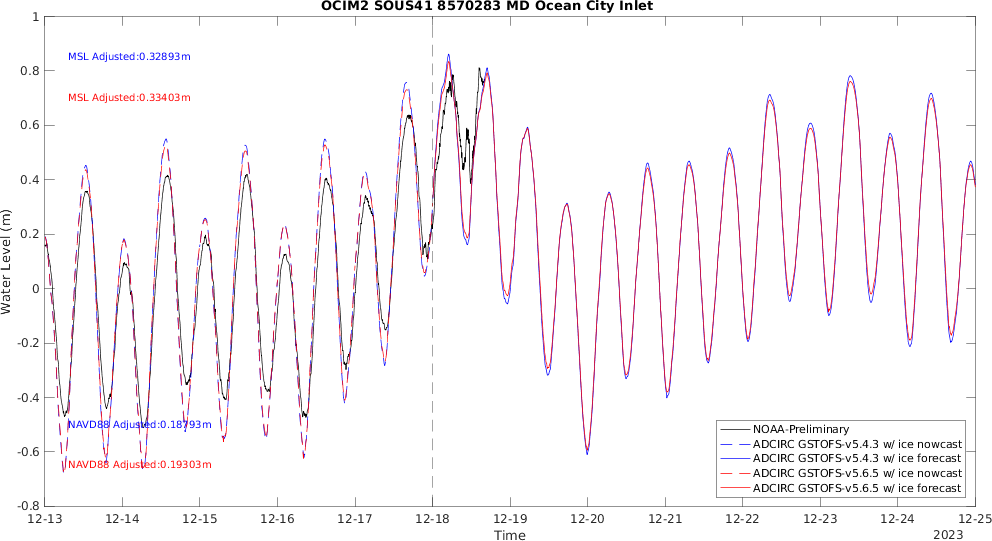 OCIM2 SOUS41 8570283 MD Ocean City Inlet
MSL Adjusted:0.32893m
MSL Adjusted:0.33403m
NAVD88 Adjusted:0.18793m
NAVD88 Adjusted:0.19303m
Water Level (m)
1
0.8
0.6
0.4
0.2
0
-0.2
-0.4
-0.6
-0.8
NOAA-Preliminary
ADCIRC GSTOFS-v5.4.3 w/ ice nowcast
ADCIRC GSTOFS-v5.4.3 w/ ice forecast
ADCIRC GSTOFS-v5.6.5 w/ ice nowcast
ADCIRC GSTOFS-v5.6.5 w/ ice forecast
12-13 12-14 12-15 12-16 12-17 12-18 12-19 12-20 12-21 12-22 12-23 12-24 12-25
Time
2023